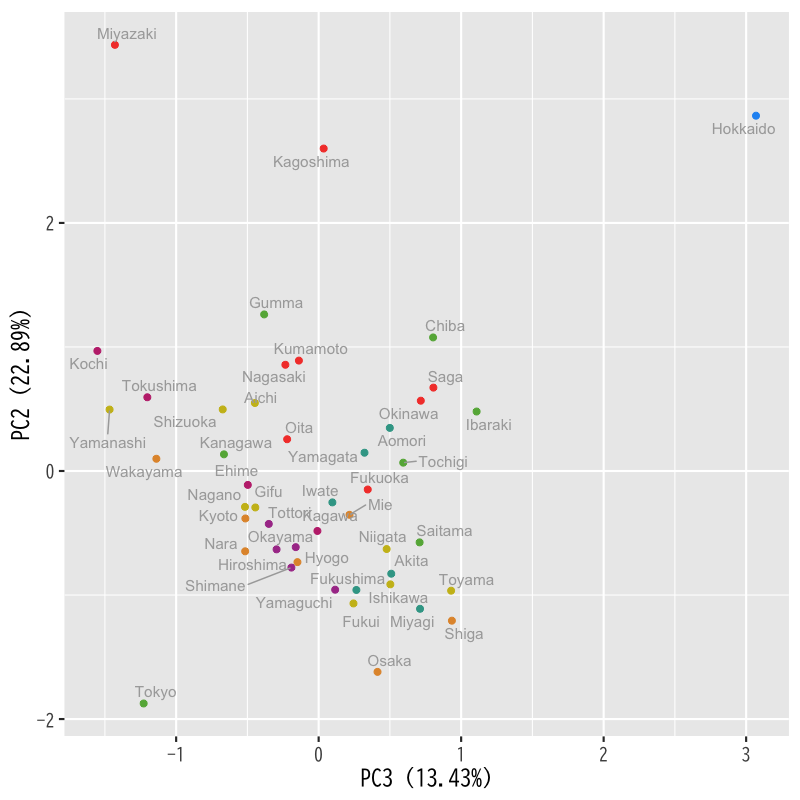 Miyazaki
Hokkaido
Kagoshima
2
Gumma
Chiba
Kumamoto
Kochi
Nagasaki
Saga
Tokushima
Aichi
Okinawa
Shizuoka
Ibaraki
Oita
Yamanashi
Kanagawa
Aomori
Yamagata
Tochigi
0
Wakayama
Ehime
Fukuoka
Nagano
Gifu
Iwate
Mie
Kyoto
Tottori
Kagawa
Saitama
Okayama
Niigata
Nara
Hyogo
Akita
Hiroshima
Shimane
Fukushima
Toyama
Yamaguchi
Ishikawa
Fukui
Miyagi
Shiga
Osaka
Tokyo
−2
−1
0
1
2
3
PC3 (13.43%)
PC2 (22.89%)